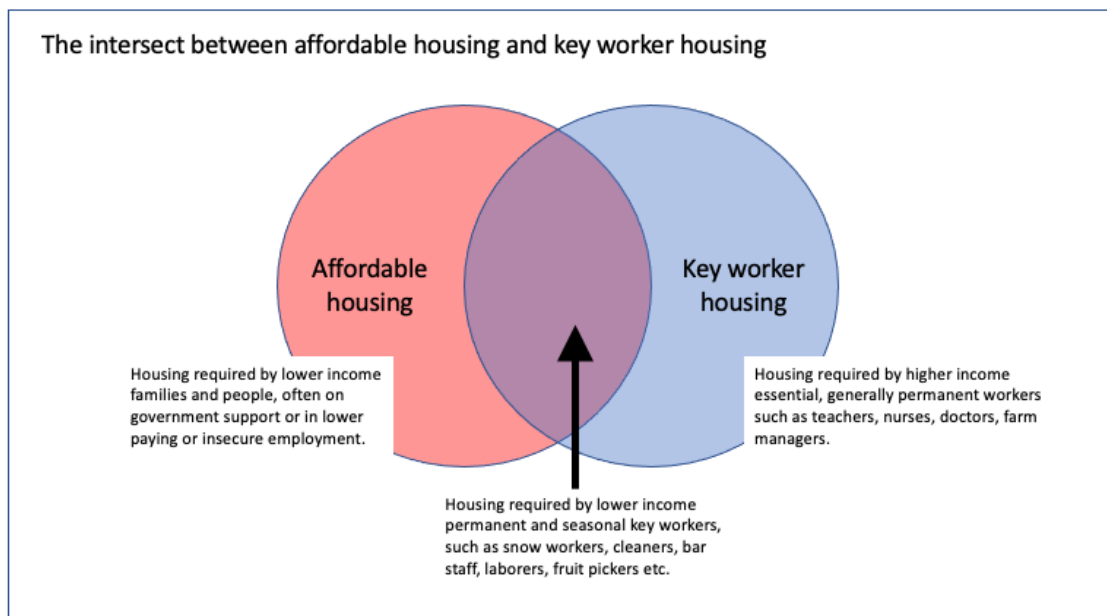 The intersect between affordable housing and key worker housing
Affordable
housing
Key worker
housing
Housing required by lower income
families and people, often on
government support or in lower
paying or insecure employment.
Housing required by higher income
essential, generally permanent workers
such as teachers, nurses, doctors, farm
managers.
Housing required by lower income
permanent and seasonal key workers,
such as snow workers, cleaners, bar
staff, laborers, fruit pickers etc.